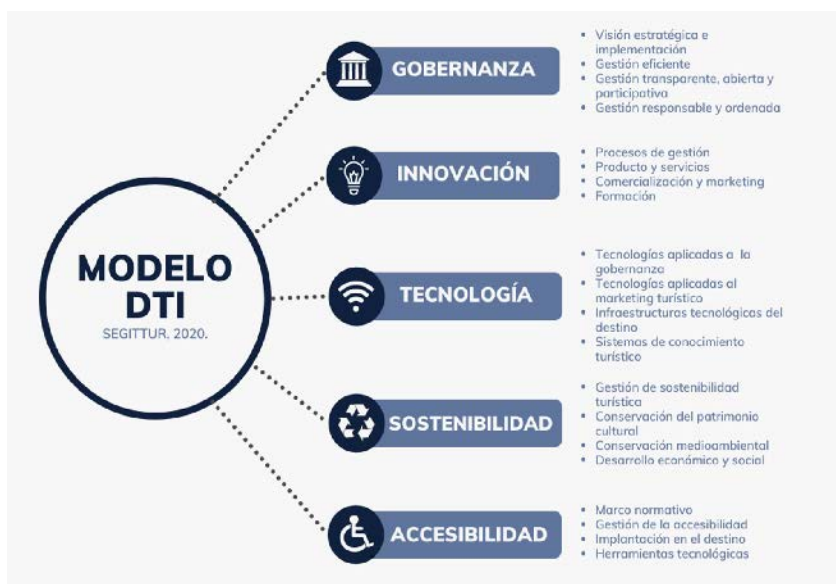 MODELO
DTI
SEGITTUR. 2020.
GOBERNANZA
• Visión estratégica e
implementación
• Gestión eficiente
• Gestión transparente, abierta y
participativa
• Gestión responsable y ordenada
INNOVACIÓN
• Procesos de gestión
• Producto y servicios
• Comercialización y marketing
• Formación
TECNOLOGÍA
• Tecnologías aplicadas a la
gobernanza
• Tecnologías aplicadas al
marketing turístico
• Infraestructuras tecnológicas del
destino
• Sistemas de conocimiento
turístico
SOSTENIBILIDAD
• Gestión de sostenibilidad
turística
• Conservación del patrimonio
cultural
• Conservación medioambiental
• Desarrollo económico y social
ACCESIBILIDAD
• Marco normativo
• Gestión de la accesibilidad
• Implantación en el destino
• Herramientas tecnológicas